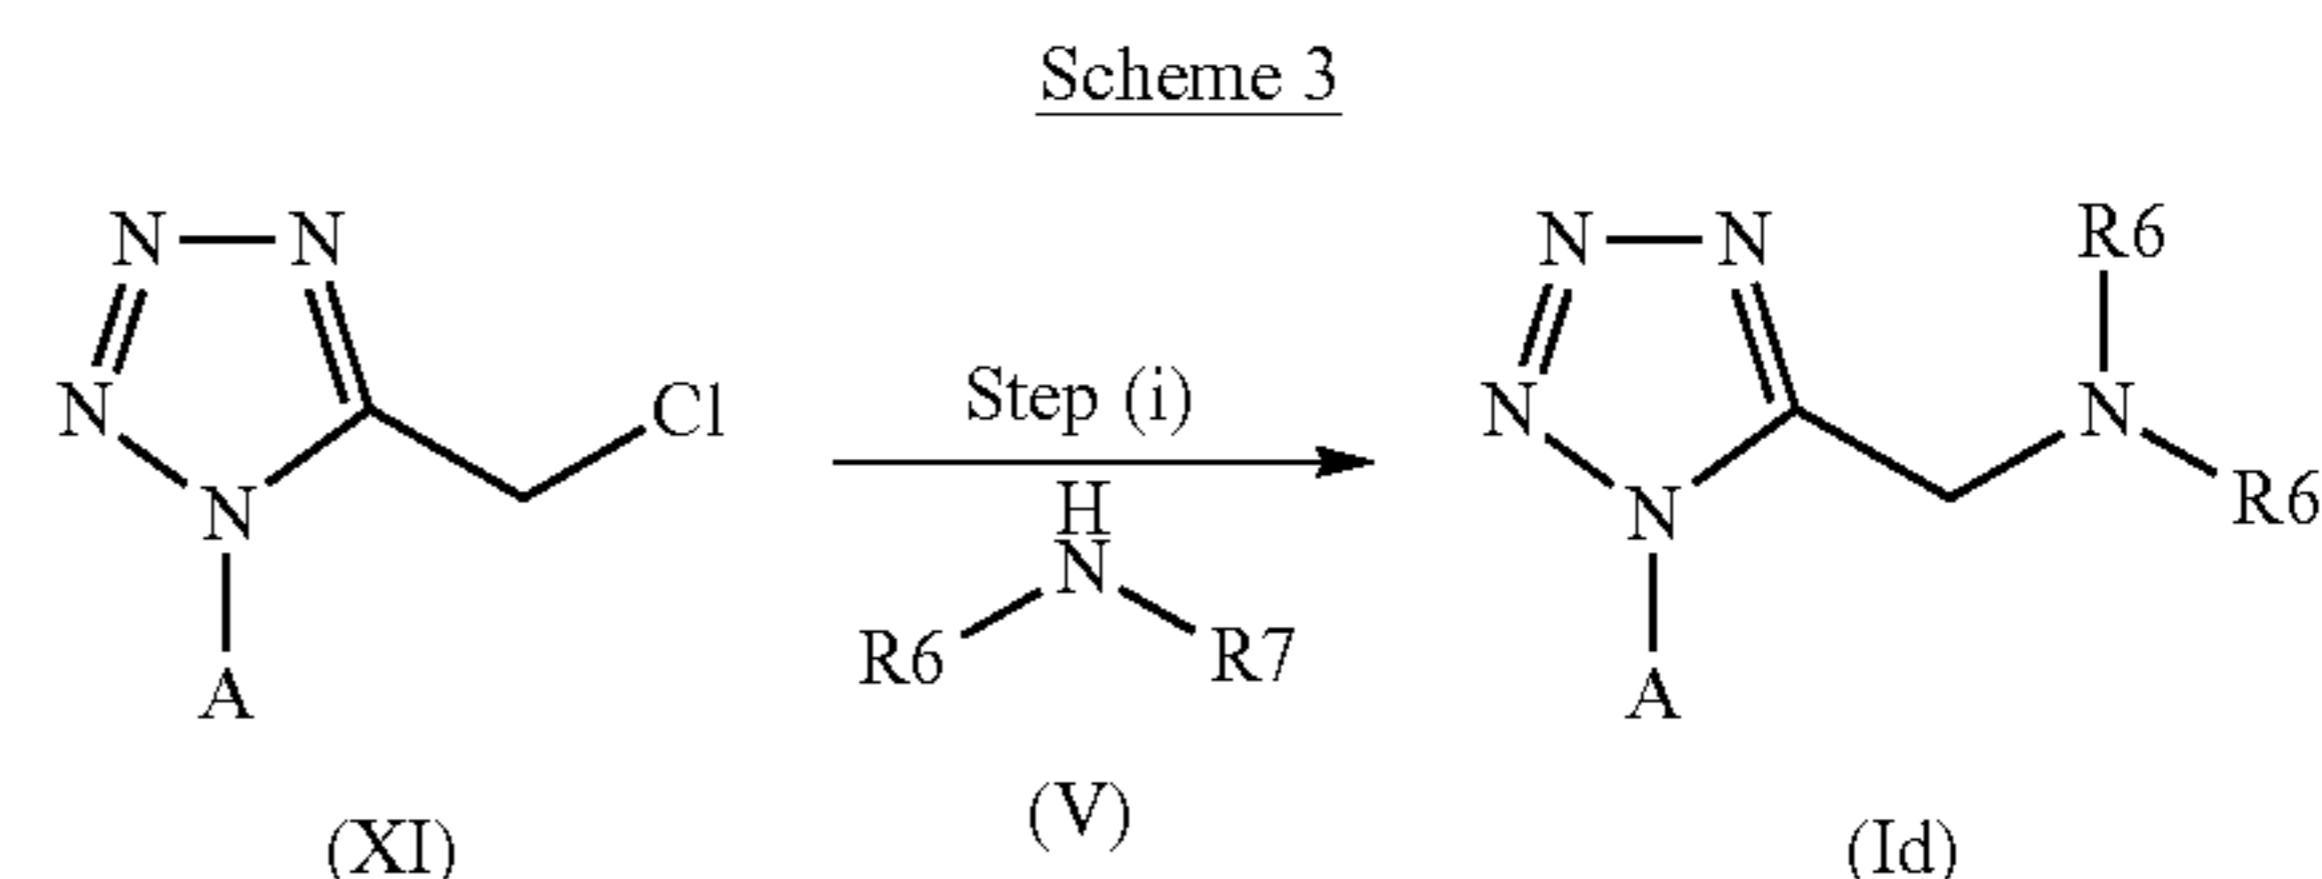 Scheme 3
N N
N N R6
N Cl
Step (i)
N N
N R6
N
H
N
N
R6 R7
A A
(V)
(XI) (Id)